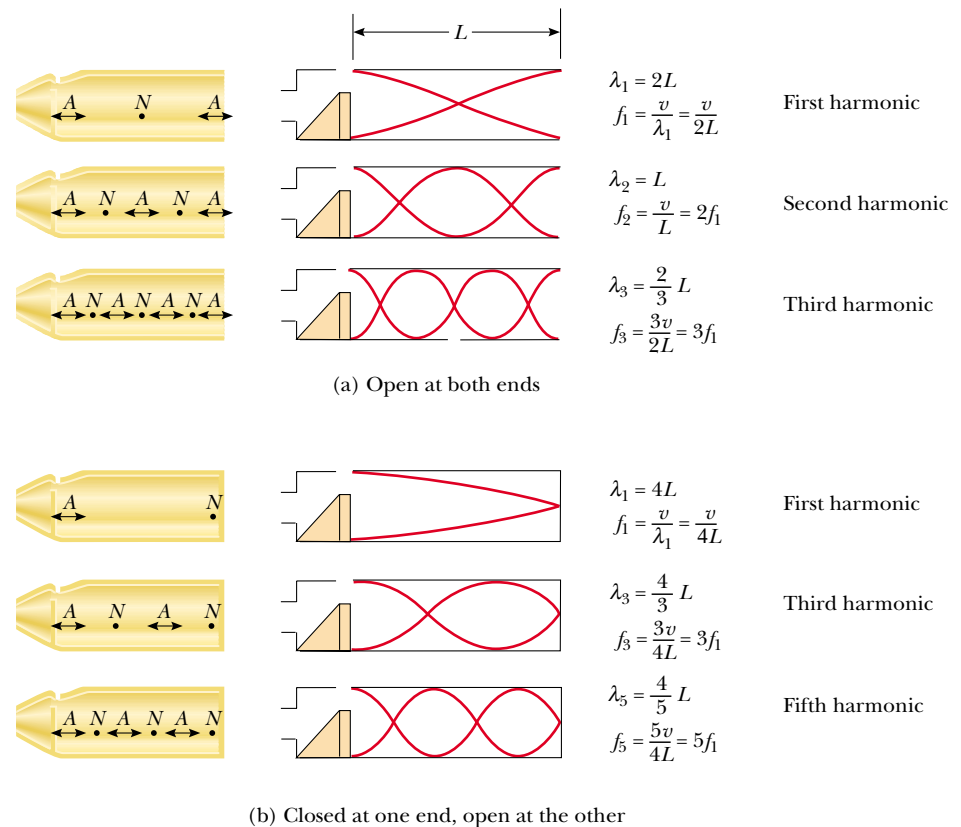 L
A N A
λ₁ = 2L
f₁ = v/λ₁ = v/2L
First harmonic
A N A N A
λ₂ = L
f₂ = v/L = 2f₁
Second harmonic
A N A N A N A
λ₃ = 2/3 L
f₃ = 3v/2L = 3f₁
Third harmonic
(a) Open at both ends
A N
λ₁ = 4L
f₁ = v/λ₁ = v/4L
First harmonic
A N A N
λ₃ = 4/3 L
f₃ = 3v/4L = 3f₁
Third harmonic
A N A N A N
λ₅ = 4/5 L
f₅ = 5v/4L = 5f₁
Fifth harmonic
(b) Closed at one end, open at the other